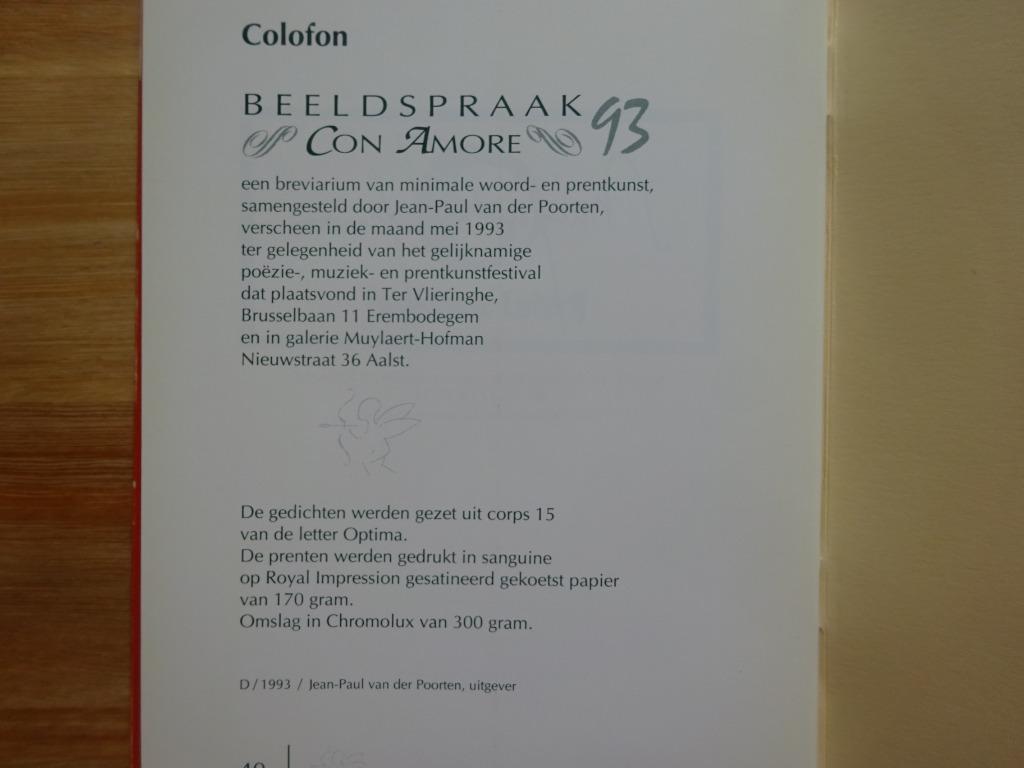 Colofon
BEELDSPRAAK 93
CON AMORE
een breviarium van minimale woord- en prentkunst,
samengesteld door Jean-Paul van der Poorten,
verscheen in de maand mei 1993
ter gelegenheid van het gelijknamige
poëzie-, muziek- en prentkunstfestival
dat plaatsvond in Ter Vlieringhe,
Brusselbaan 11 Erembodegem
en in galerie Muylaert-Hofman
Nieuwstraat 36 Aalst.
De gedichten werden gezet uit corps 15
van de letter Optima.
De prenten werden gedrukt in sanguine
op Royal Impression gesatineerd gekoetst papier
van 170 gram.
Omslag in Chromolux van 300 gram.
D/1993 / Jean-Paul van der Poorten, uitgever